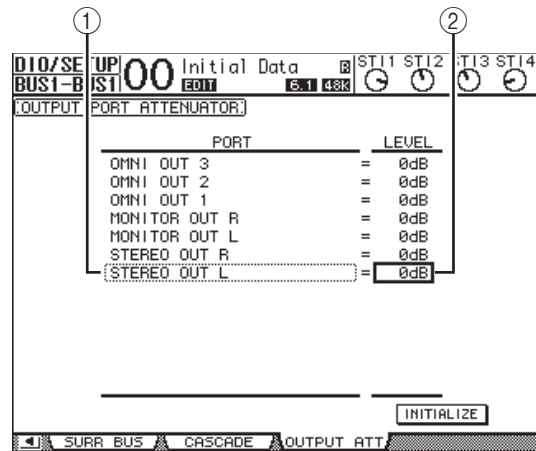 ① ②
DIO/SETUP 00 Initial Data R STI1 STI2 STI3 STI4
BUS1-BUS1 EDIT 6.1 48K
OUTPUT PORT ATTENUATOR
PORT LEVEL
OMNI OUT 3 = 0dB
OMNI OUT 2 = 0dB
OMNI OUT 1 = 0dB
MONITOR OUT R = 0dB
MONITOR OUT L = 0dB
STEREO OUT R = 0dB
STEREO OUT L = 0dB
INITIALIZE
SURR BUS CASCADE OUTPUT ATT